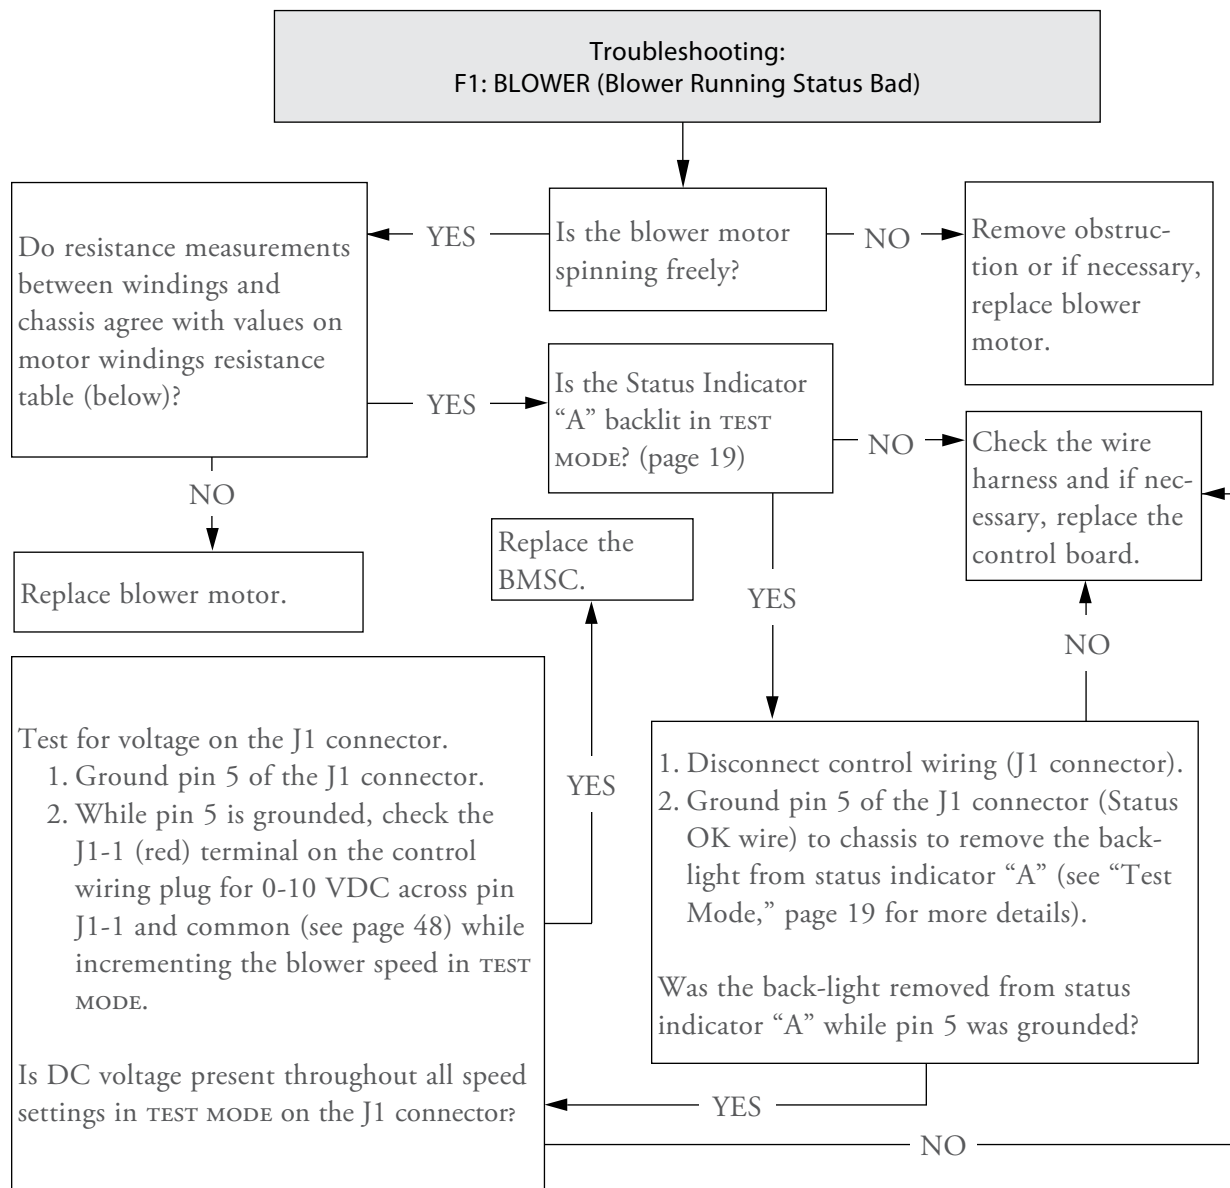 Troubleshooting:
F1: BLOWER (Blower Running Status Bad)
Is the blower motor
spinning freely?
YES
NO
Remove obstruc-
tion or if necessary,
replace blower
motor.
Do resistance measurements
between windings and
chassis agree with values on
motor windings resistance
table (below)?
YES
NO
Replace blower motor.
Is the Status Indicator
“A” backlit in TEST
MODE? (page 19)
NO
Check the wire
harness and if nec-
essary, replace the
control board.
YES
NO
Replace the
BMSC.
YES
1. Disconnect control wiring (J1 connector).
2. Ground pin 5 of the J1 connector (Status
OK wire) to chassis to remove the back-
light from status indicator “A” (see “Test
Mode,” page 19 for more details).
Was the back-light removed from status
indicator “A” while pin 5 was grounded?
YES
Test for voltage on the J1 connector.
1. Ground pin 5 of the J1 connector.
2. While pin 5 is grounded, check the
J1-1 (red) terminal on the control
wiring plug for 0-10 VDC across pin
J1-1 and common (see page 48) while
incrementing the blower speed in TEST
MODE.
Is DC voltage present throughout all speed
settings in TEST MODE on the J1 connector?
NO